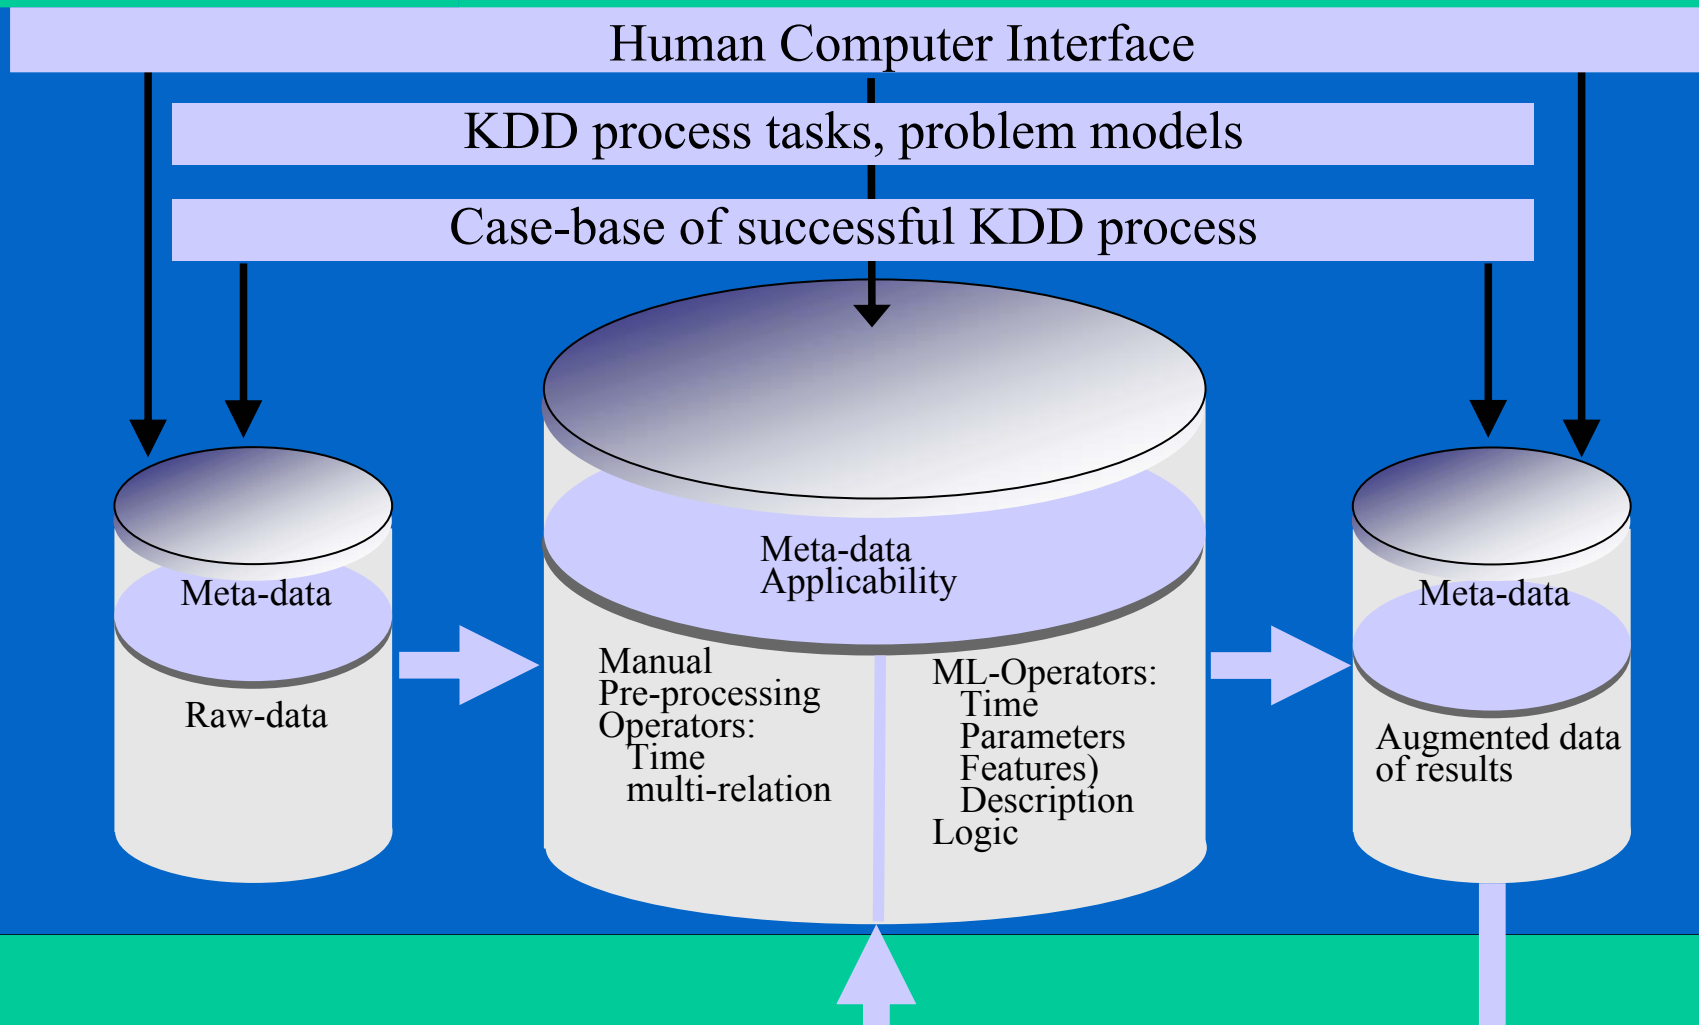 Human Computer Interface
KDD process tasks, problem models
Case-base of successful KDD process
Meta-data
Raw-data
Meta-data
Applicability
Manual
Pre-processing
Operators:
Time
multi-relation
ML-Operators:
Time
Parameters
Features)
Description
Logic
Meta-data
Augmented data
of results